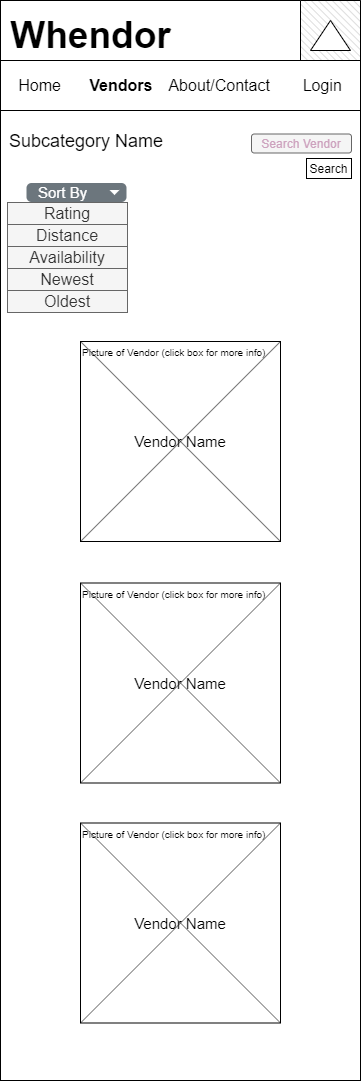 Whendor
Home Vendors About/Contact Login
Subcategory Name
Search Vendor
Search
Sort By
Rating
Distance
Availability
Newest
Oldest
Picture of Vendor (click box for more info)
Vendor Name
Picture of Vendor (click box for more info)
Vendor Name
Picture of Vendor (click box for more info)
Vendor Name